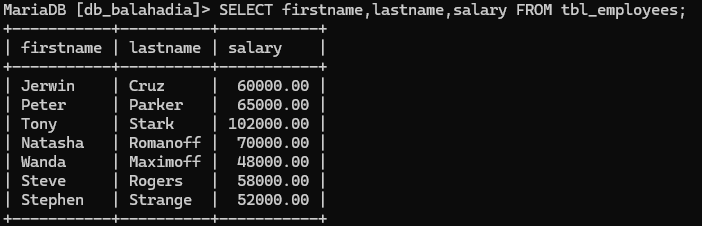 MariaDB [db_balahadia]> SELECT firstname,lastname,salary FROM tbl_employees;
+-----------+----------+-----------+
| firstname | lastname | salary    |
+-----------+----------+-----------+
| Jerwin    | Cruz     |  60000.00 |
| Peter     | Parker   |  65000.00 |
| Tony      | Stark    | 102000.00 |
| Natasha   | Romanoff |  70000.00 |
| Wanda     | Maximoff |  48000.00 |
| Steve     | Rogers   |  58000.00 |
| Stephen   | Strange  |  52000.00 |
+-----------+----------+-----------+